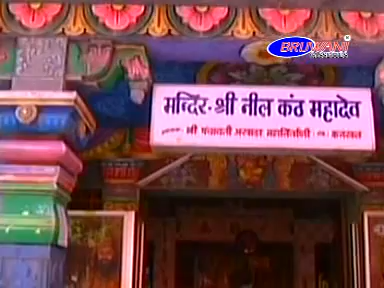 BRIJWANI
मन्दिर-श्री नील कंठ महादेव
श्री पंचायती अखाड़ा महानिर्वाणी कनखल